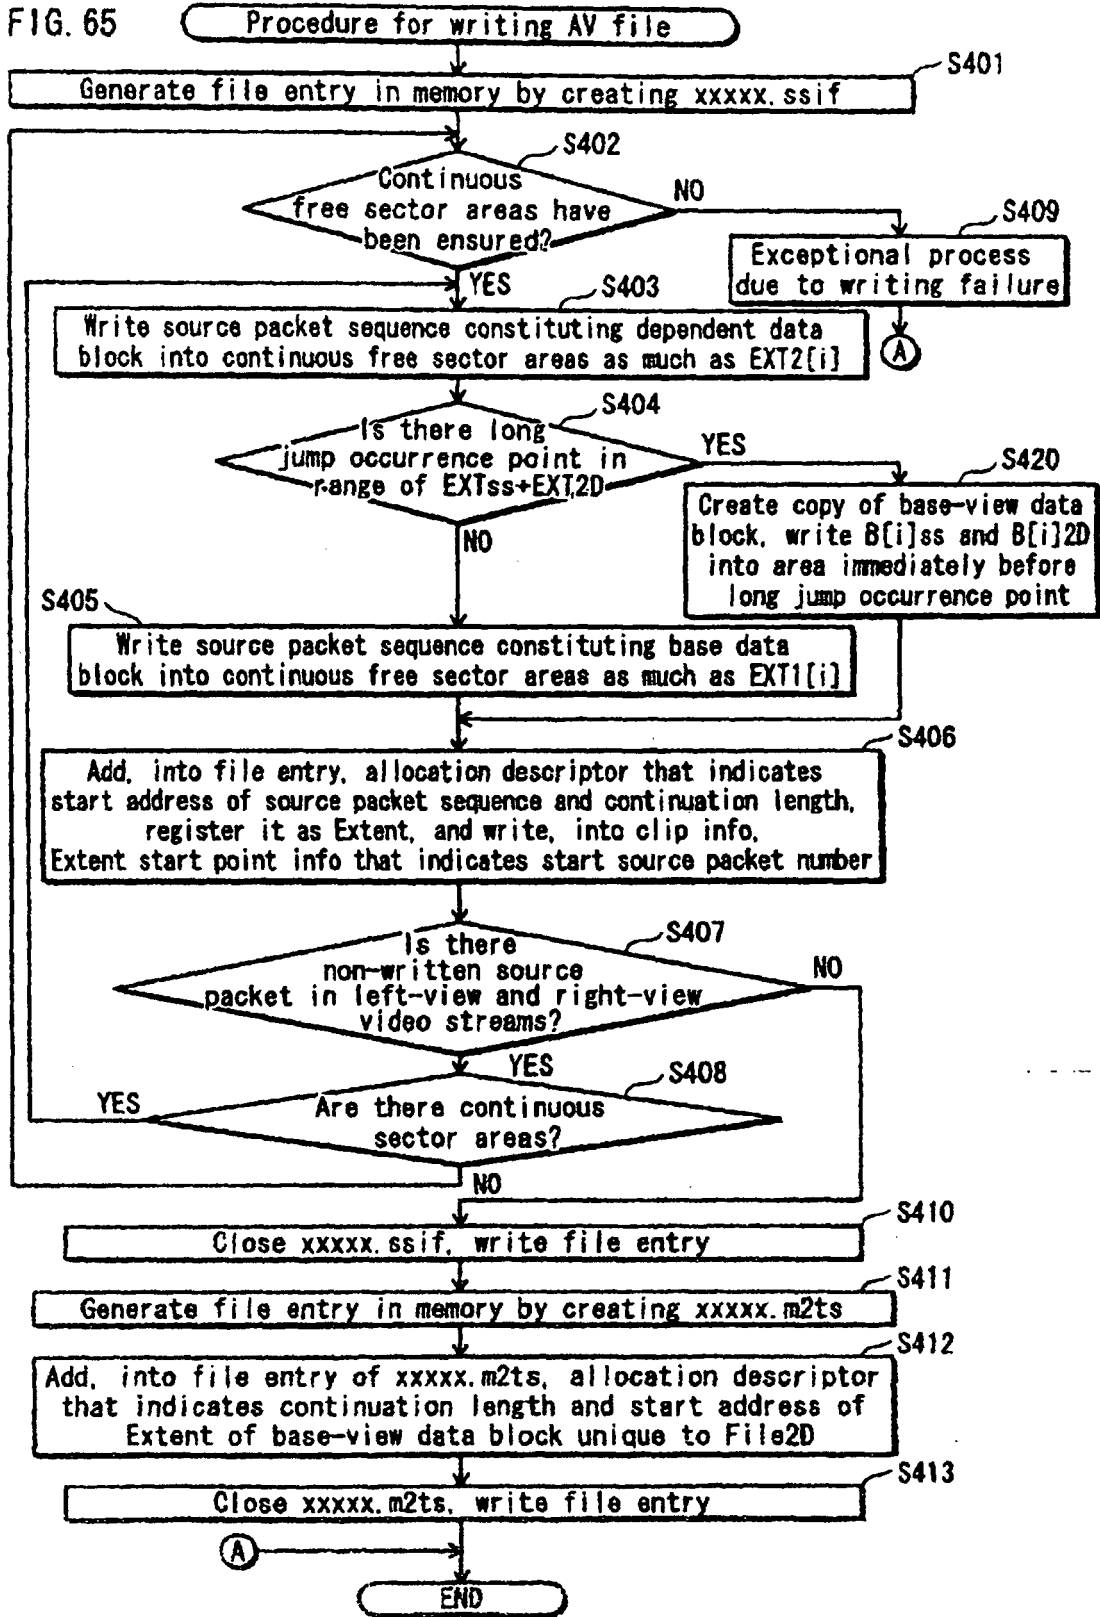 FIG. 65
Procedure for writing AV file
S401
Generate file entry in memory by creating xxxxx.ssif
S402
Continuous
free sector areas have
been ensured?
NO
YES
S409
Exceptional process
due to writing failure
A
S403
Write source packet sequence constituting dependent data
block into continuous free sector areas as much as EXT2[i]
S404
Is there long
jump occurrence point in
range of EXTss+EXT2D
YES
NO
S420
Create copy of base-view data
block, write B[i]ss and B[i]2D
into area immediately before
long jump occurrence point
S405
Write source packet sequence constituting base data
block into continuous free sector areas as much as EXT1[i]
S406
Add, into file entry, allocation descriptor that indicates
start address of source packet sequence and continuation length,
register it as Extent, and write, into clip info,
Extent start point info that indicates start source packet number
S407
Is there
non-written source
packet in left-view and right-view
video streams?
NO
YES
S408
Are there continuous
sector areas?
YES
NO
S410
Close xxxxx.ssif, write file entry
S411
Generate file entry in memory by creating xxxxx.m2ts
S412
Add, into file entry of xxxxx.m2ts, allocation descriptor
that indicates continuation length and start address of
Extent of base-view data block unique to File2D
S413
Close xxxxx.m2ts, write file entry
A
END